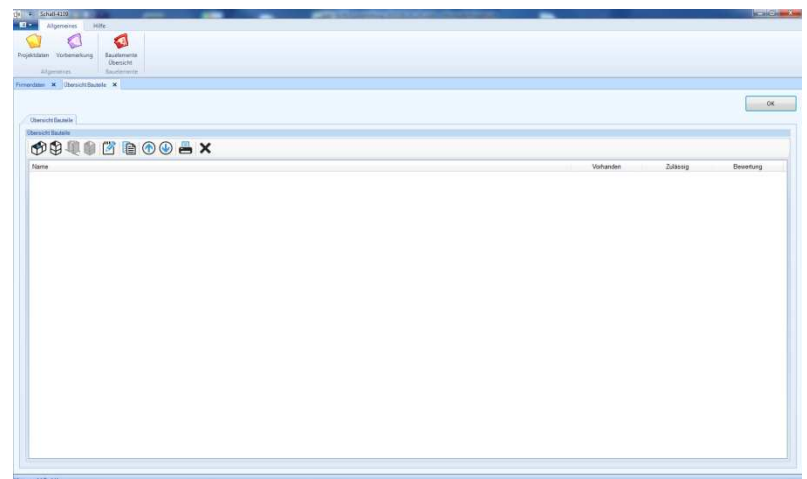 Schall 4109
Allgemeines Hilfe
Projektdaten Vorbemerkung Bauelemente
Übersicht
Allgemeines Bauelemente
Firmendaten Übersicht Bauteile
OK
Übersicht Bauteile
Übersicht Bauteile
Name Vorhanden Zulässig Bewertung